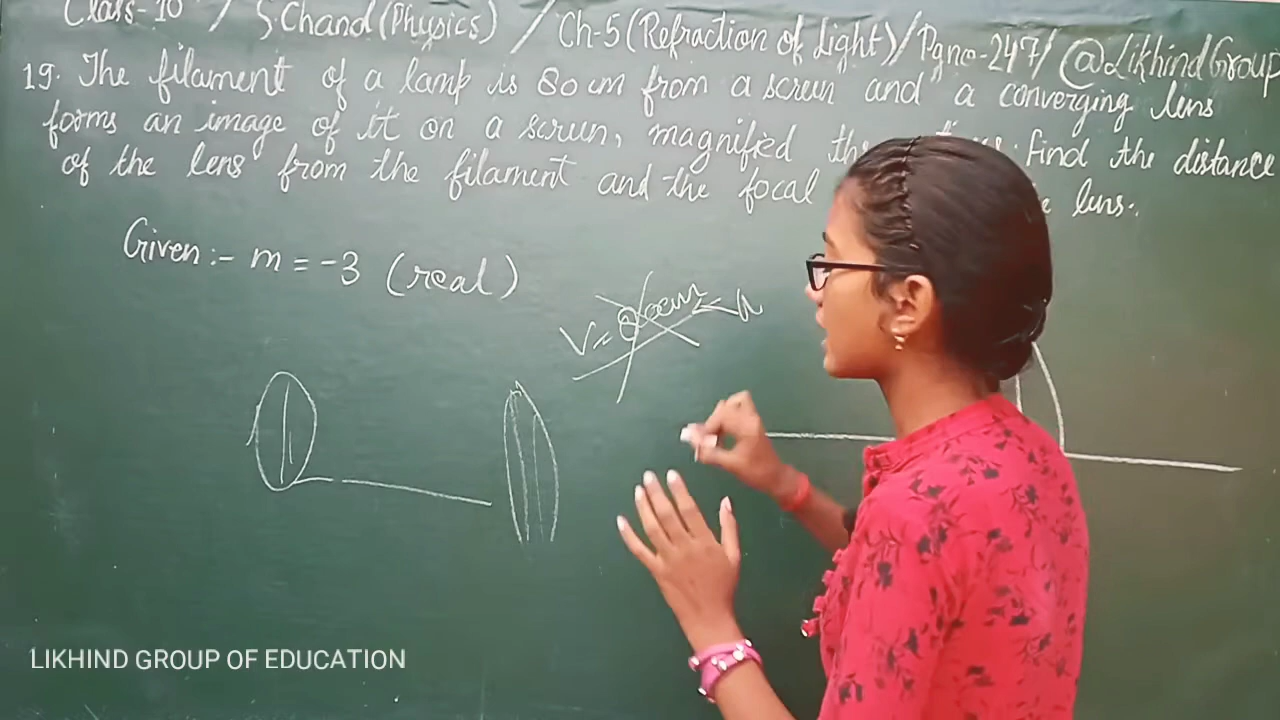 Class-10 / S.Chand (Physics) / Ch-5 (Refraction of Light) / Pg no-247 / @LikhindGroup
19. The filament of a lamp is 80 cm from a screen and a converging lens
forms an image of it on a screen, magnified Find the distance
of the lens from the filament and the focal lens.
Given :- m = -3 (real)
LIKHIND GROUP OF EDUCATION